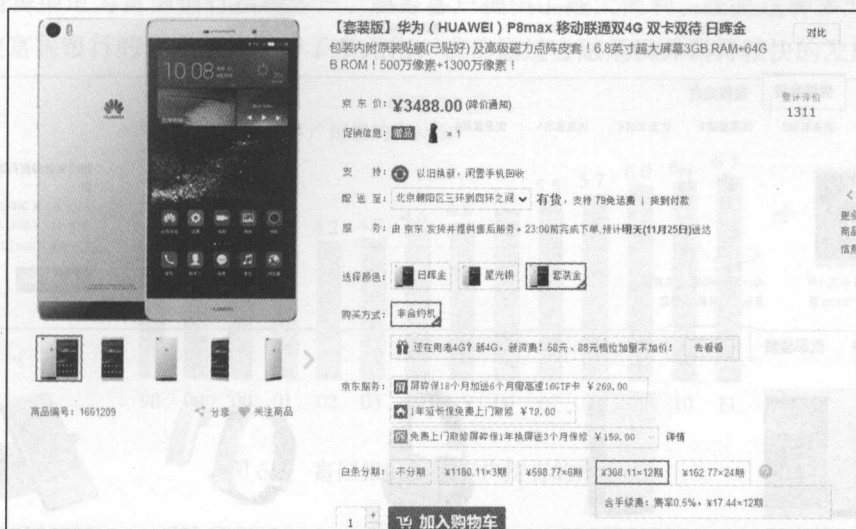 【套装版】华为（HUAWEI）P8max 移动联通双4G 双卡双待 日晖金
对比
包装内附原装贴膜(已贴好) 及高级磁力点阵皮套！6.8英寸超大屏幕3GB RAM+64G
B ROM！500万像素+1300万像素！
京 东 价： ¥3488.00 (降价通知)
累计评价
1311
促销信息： 赠品 × 1
支 持： 以旧换新，闲置手机回收
配 送 至： 北京朝阳区三环到四环之间 有货，支持 79免运费 | 货到付款
服 务： 由 京东 发货并提供售后服务。23:00前完成下单,预计明天(11月25日)送达
选择颜色： 日晖金 星光银 套装金
购买方式： 非合约机
还在用老4G？新4G，新资费！58元、88元档位加量不加价！ 去看看
京东服务： 屏碎保18个月加送6个月闪高速16GTF卡 ¥269.00
1年延长保免费上门取修 ¥79.00
免费上门取修屏碎保1年换屏送3个月保修 ¥159.00 详情
白条分期： 不分期 ¥1180.11×3期 ¥598.77×6期 ¥308.11×12期 ¥162.77×24期
含手续费：费率0.5%，¥17.44×12期
1 + 加入购物车
10:08
HUAWEI
商品编号：1661209 分享 关注商品